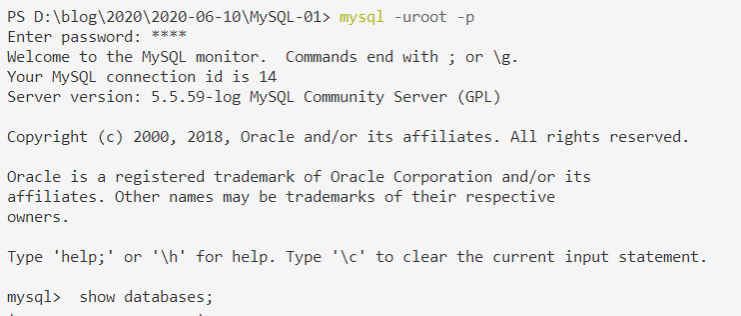 PS D:\blog\2020\2020-06-10\MySQL-01> mysql -uroot -p
Enter password: ****
Welcome to the MySQL monitor.  Commands end with ; or \g.
Your MySQL connection id is 14
Server version: 5.5.59-log MySQL Community Server (GPL)

Copyright (c) 2000, 2018, Oracle and/or its affiliates. All rights reserved.

Oracle is a registered trademark of Oracle Corporation and/or its
affiliates. Other names may be trademarks of their respective
owners.

Type 'help;' or '\h' for help. Type '\c' to clear the current input statement.

mysql>  show databases;